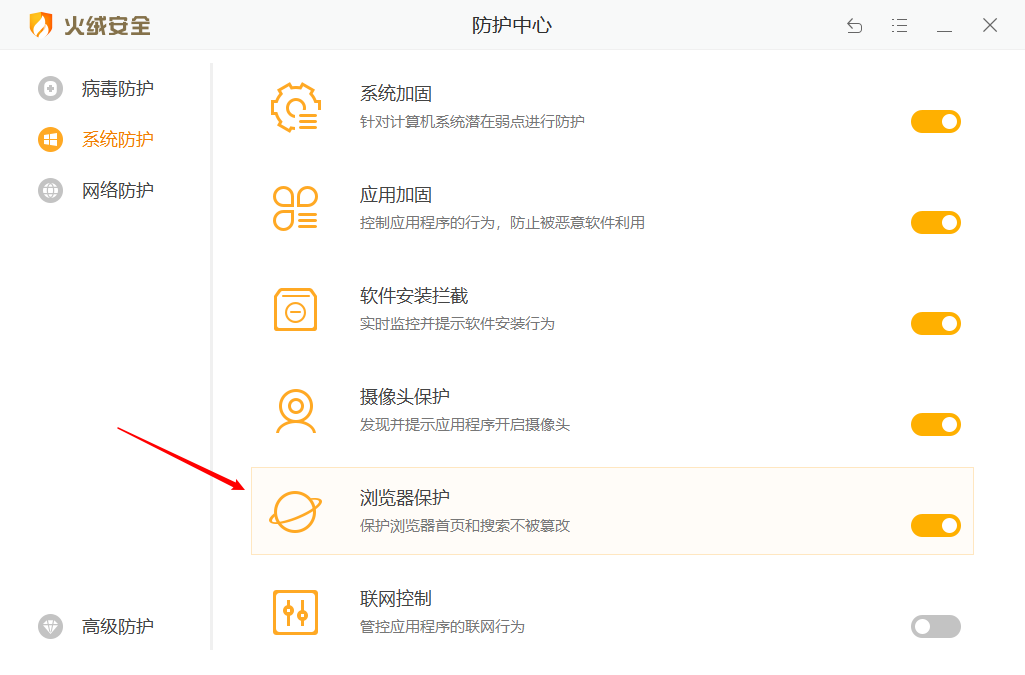 火绒安全
防护中心
病毒防护
系统防护
网络防护
高级防护
系统加固
针对计算机系统潜在弱点进行防护
应用加固
控制应用程序的行为，防止被恶意软件利用
软件安装拦截
实时监控并提示软件安装行为
摄像头保护
发现并提示应用程序开启摄像头
浏览器保护
保护浏览器首页和搜索不被篡改
联网控制
管控应用程序的联网行为